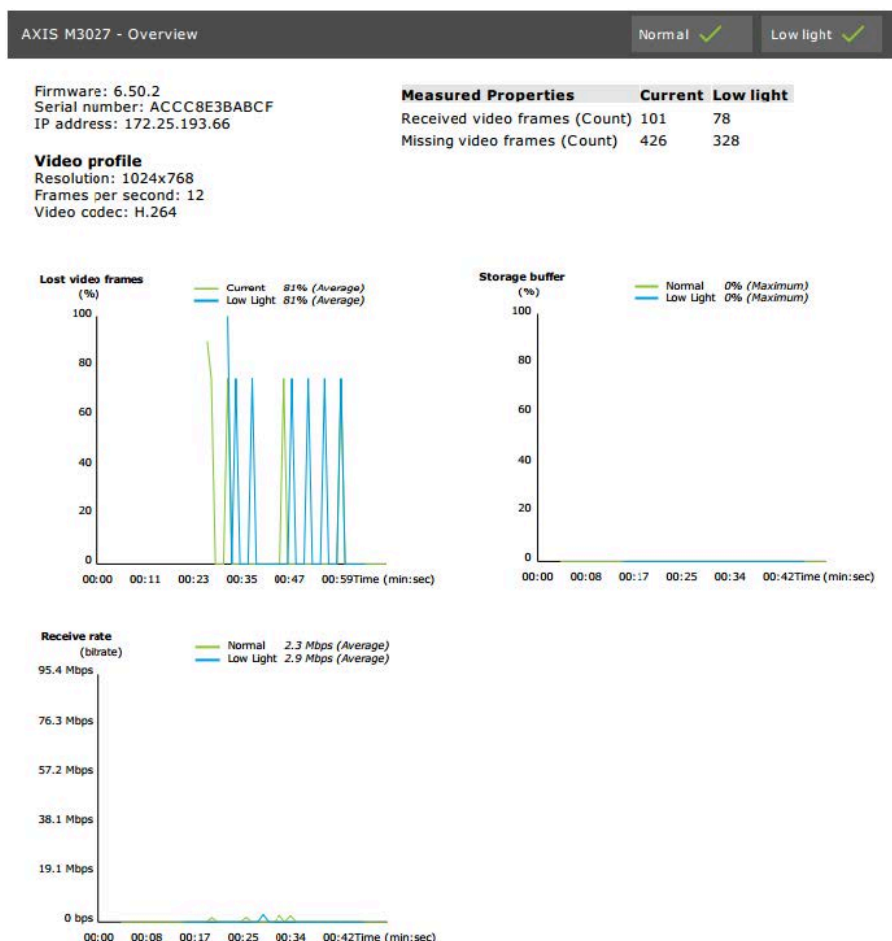 AXIS M3027 - Overview
Normal
Low light
Firmware: 6.50.2
Serial number: ACCC8E3BABCF
IP address: 172.25.193.66
Video profile
Resolution: 1024x768
Frames per second: 12
Video codec: H.264
Measured Properties Current Low light
Received video frames (Count) 101 78
Missing video frames (Count) 426 328
Lost video frames
(%)
Current 81% (Average)
Low Light 81% (Average)
100
80
60
40
20
0
00:00 00:11 00:23 00:35 00:47 00:59Time (min:sec)
Storage buffer
(%)
Normal 0% (Maximum)
Low Light 0% (Maximum)
100
80
60
40
20
0
00:00 00:08 00:17 00:25 00:34 00:42Time (min:sec)
Receive rate
(bitrate)
Normal 2.3 Mbps (Average)
Low Light 2.9 Mbps (Average)
95.4 Mbps
76.3 Mbps
57.2 Mbps
38.1 Mbps
19.1 Mbps
0 bps
00:00 00:08 00:17 00:25 00:34 00:42Time (min:sec)